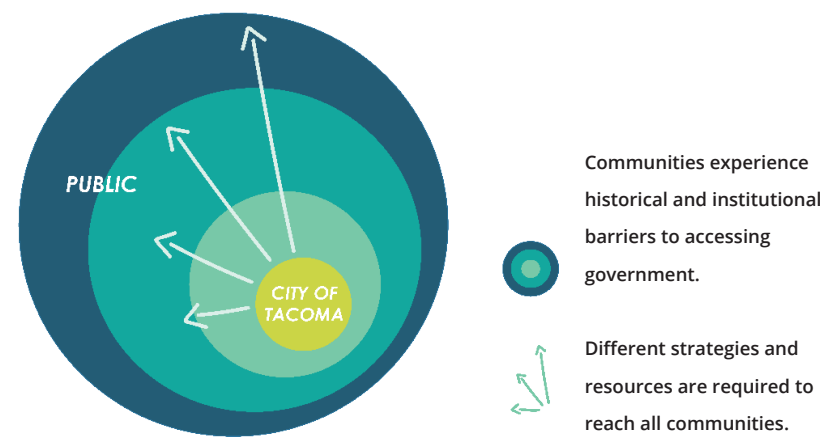 PUBLIC
CITY OF
TACOMA
Communities experience
historical and institutional
barriers to accessing
government.
Different strategies and
resources are required to
reach all communities.